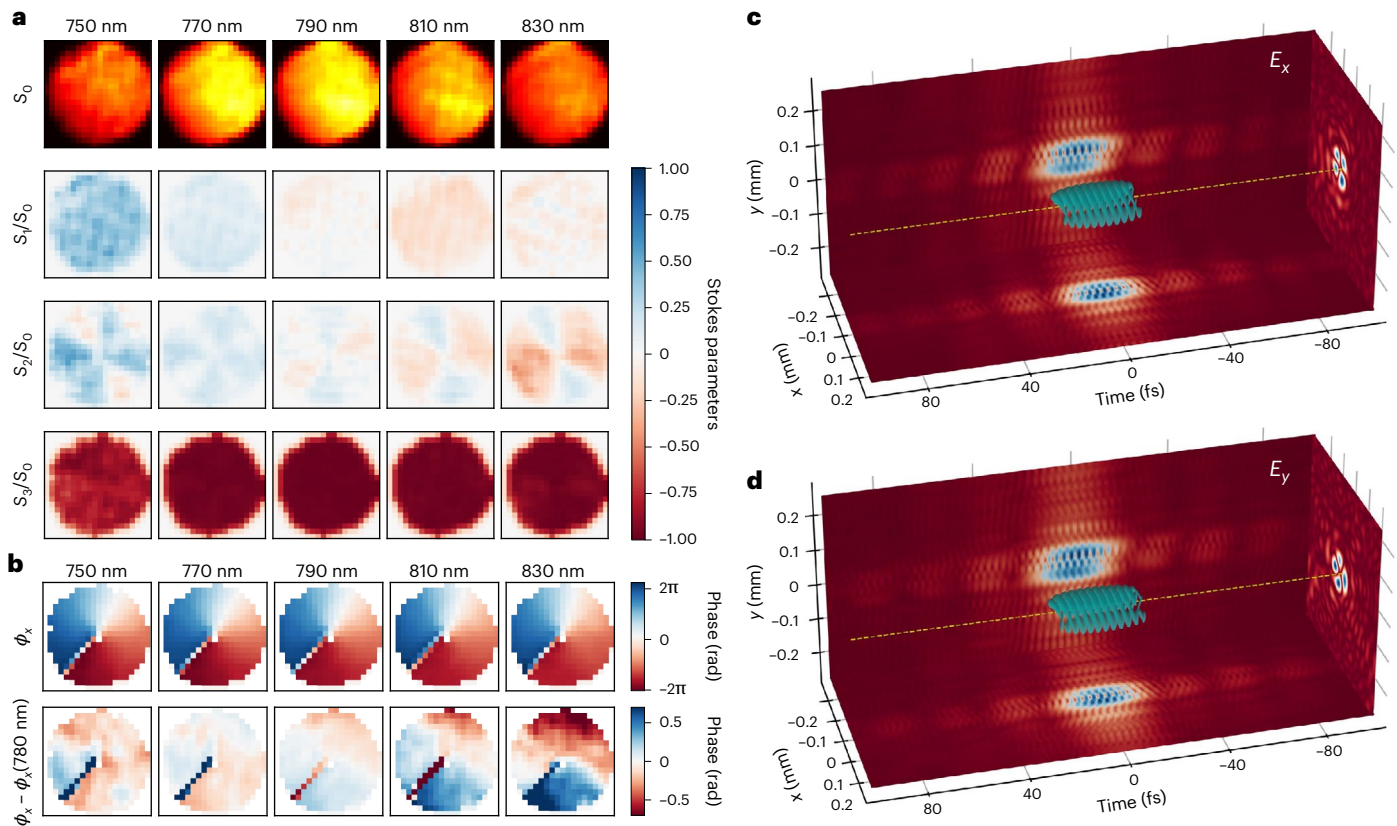 a
750 nm 770 nm 790 nm 810 nm 830 nm
S0
S1/S0
S2/S0
S3/S0
1.00
0.75
0.50
0.25
0
−0.25
−0.50
−0.75
−1.00
Stokes parameters
b
750 nm 770 nm 790 nm 810 nm 830 nm
ϕx
2π
0
−2π
Phase (rad)
ϕx − ϕx(780 nm)
0.5
0
−0.5
Phase (rad)
c
Ex
0.2
0.1
0
−0.1
−0.2
y (mm)
−0.2
−0.1
0
0.1
0.2
x (mm)
80
40
0
−40
−80
Time (fs)
d
Ey
0.2
0.1
0
−0.1
−0.2
y (mm)
−0.2
−0.1
0
0.1
0.2
x (mm)
80
40
0
−40
−80
Time (fs)